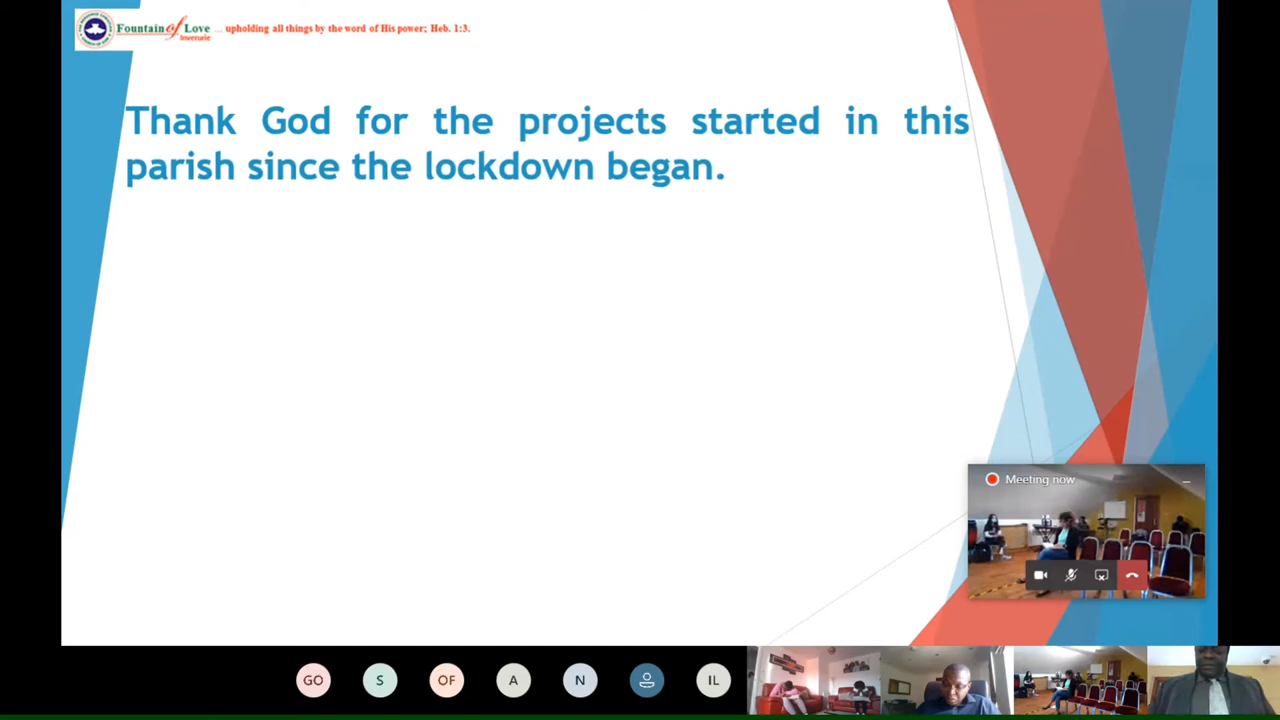 Fountain of Love ... upholding all things by the word of His power; Heb. 1:3.
Inverurie
Thank God for the projects started in this
parish since the lockdown began.
Meeting now
GO S OF A N IL